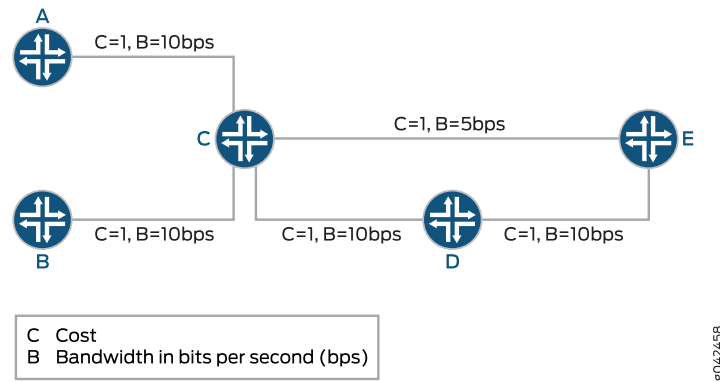 A
C=1, B=10bps
C=1, B=5bps
C
E
C=1, B=10bps
C=1, B=10bps
C=1, B=10bps
B
D
C Cost
B Bandwidth in bits per second (bps)
g042458